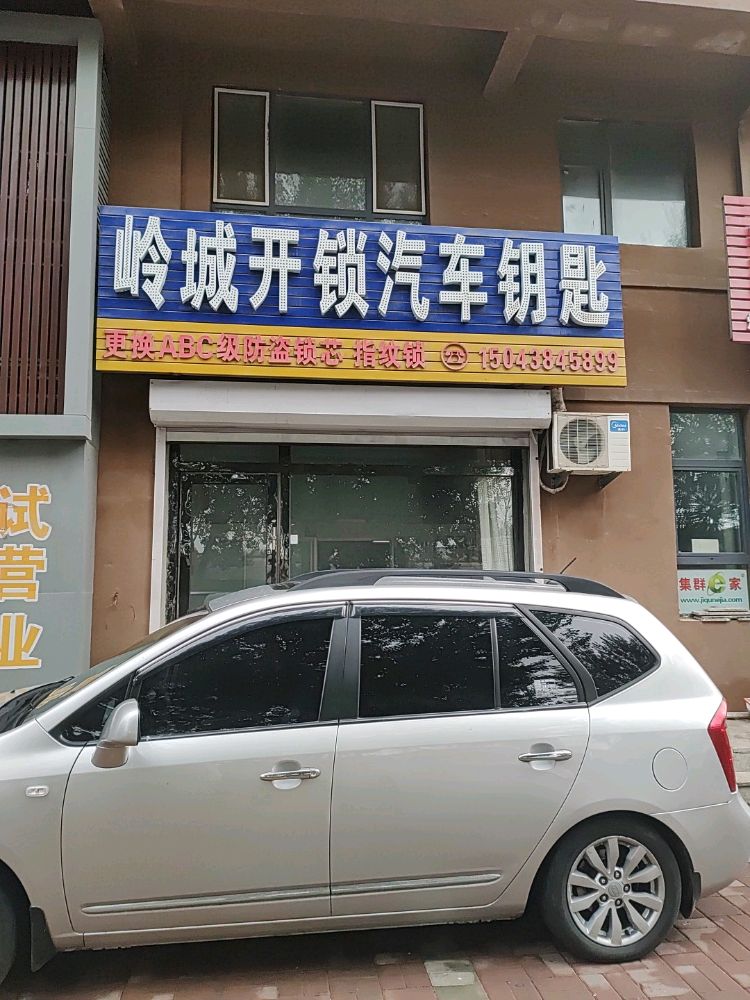 岭城开锁汽车钥匙
更换ABC级防盗锁芯 指纹锁 15043845899
Midea
试营业
集群e家
www.jiqunejia.com